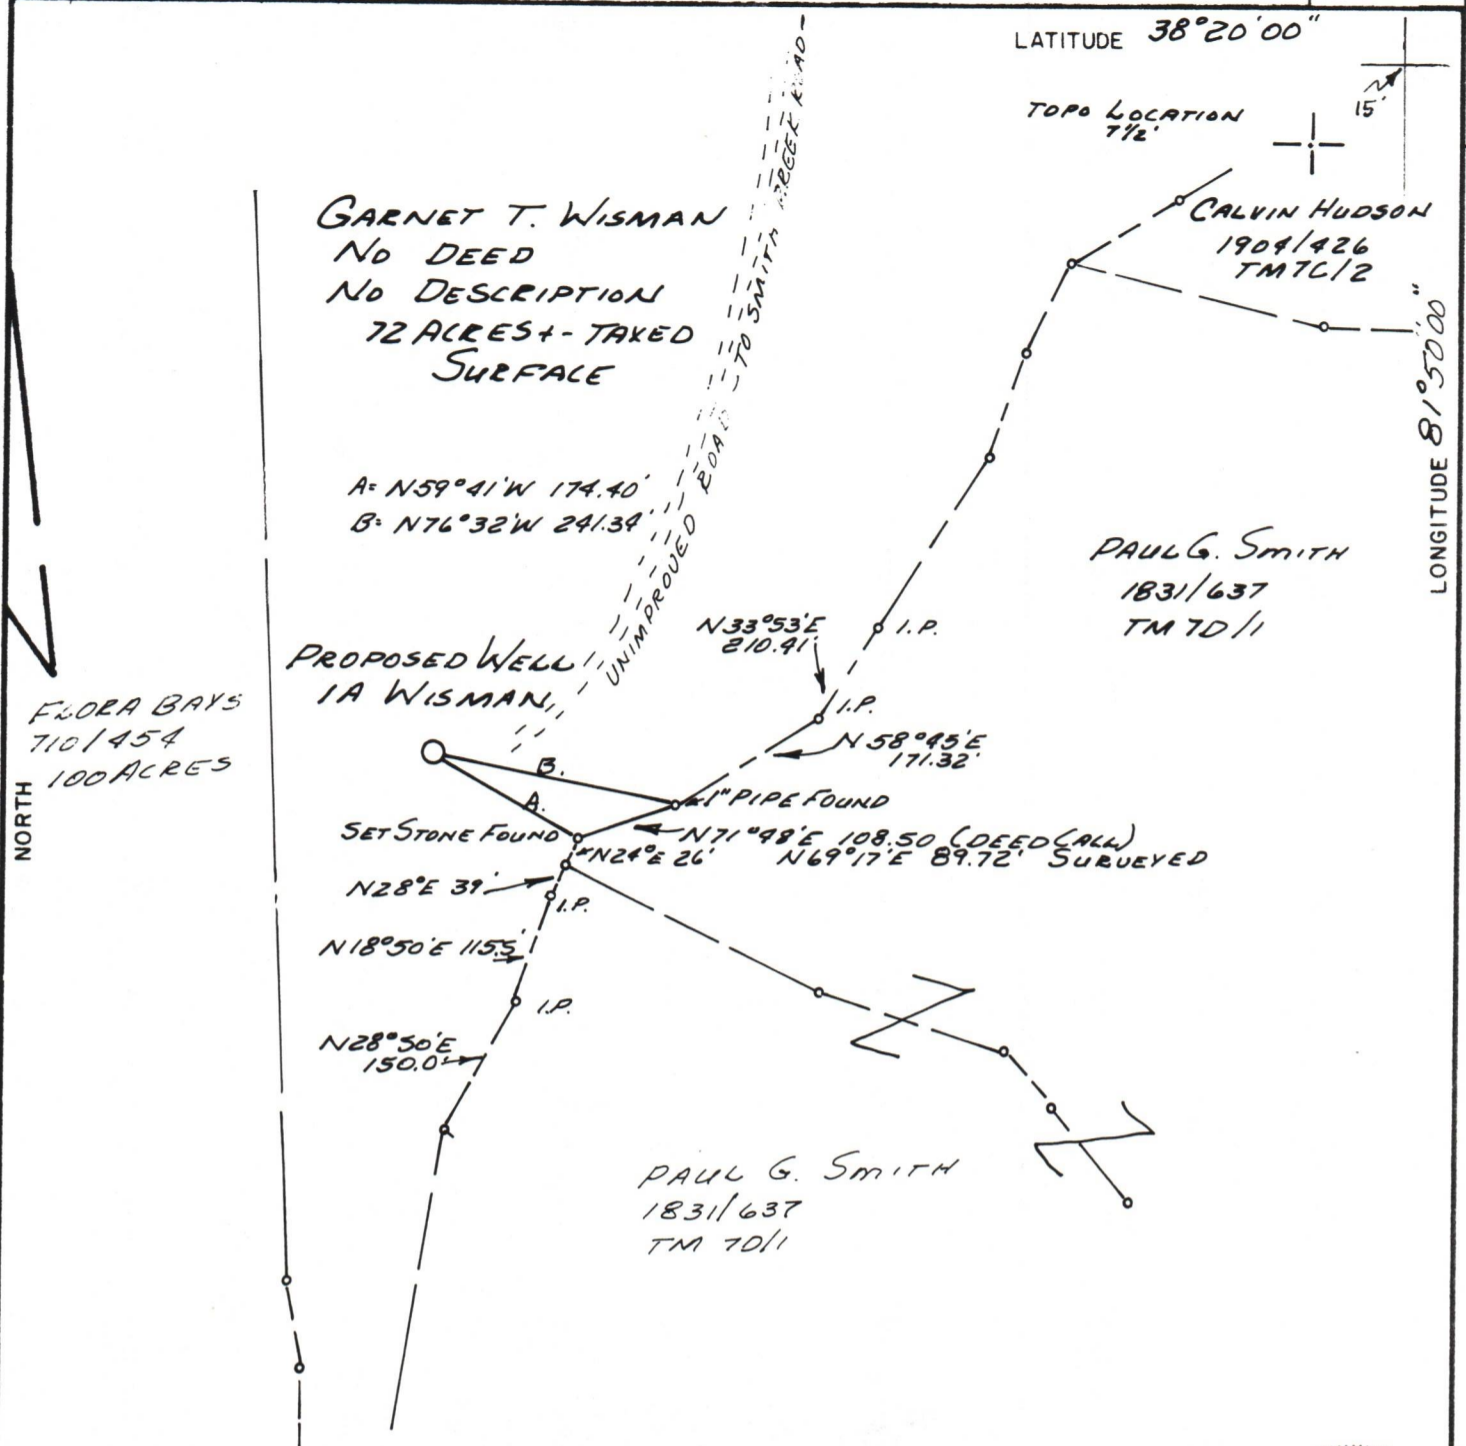 LATITUDE 38°20'00"
15'
TOPO LOCATION
7½'
GARNET T. WISMAN
NO DEED
NO DESCRIPTION
72 ACRES +- TAXED
SURFACE
CALVIN HUDSON
1904/426
TM7C/2
LONGITUDE 81°50'00"
UNIMPROVED ROAD TO SMITH CREEK ROAD
A= N59°41'W 174.40'
B= N76°32'W 241.34'
PAUL G. SMITH
1831/637
TM 7D/1
N33°53'E
210.41'
I.P.
PROPOSED WELL
1A WISMAN
I.P.
FLORA BAYS
710/454
100 ACRES
N58°45'E
171.32'
NORTH
B.
A.
1" PIPE FOUND
SET STONE FOUND
N71°48'E 108.50 (DEED CALL)
N24°E 26'
N69°17'E 89.72' SURVEYED
N28°E 39'
I.P.
N18°50'E 115.5'
I.P.
N28°50'E
150.0'
PAUL G. SMITH
1831/637
TM 7D/1